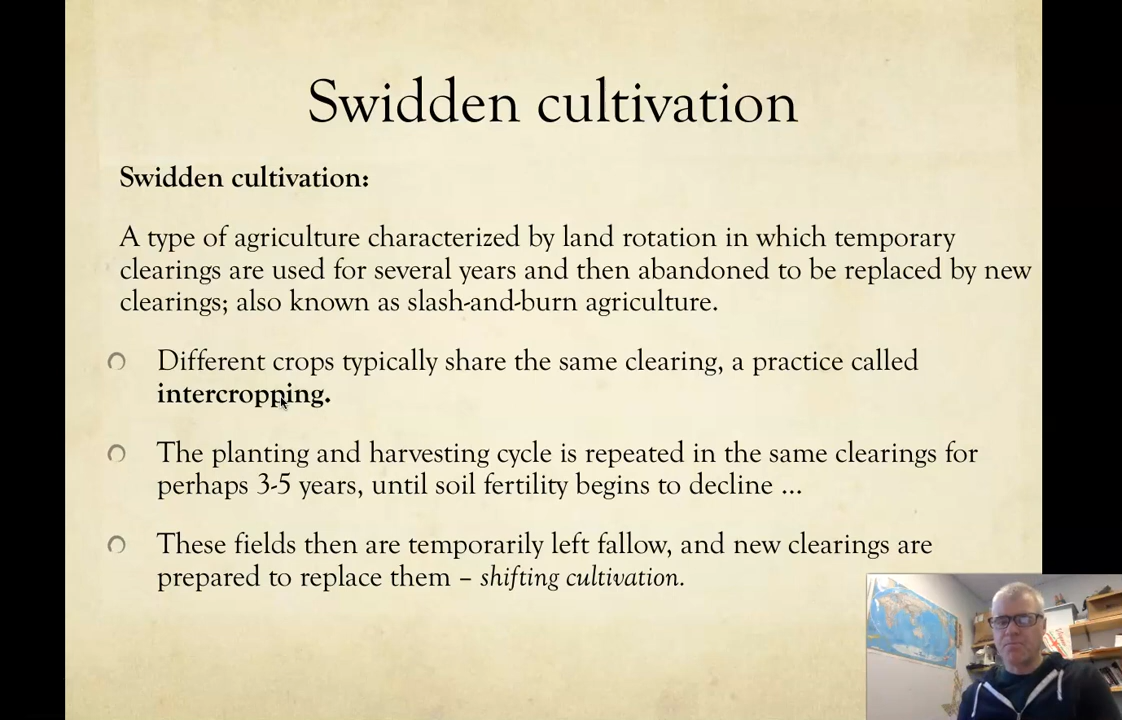 Swidden cultivation
Swidden cultivation:
A type of agriculture characterized by land rotation in which temporary
clearings are used for several years and then abandoned to be replaced by new
clearings; also known as slash-and-burn agriculture.
Different crops typically share the same clearing, a practice called
intercropping.
The planting and harvesting cycle is repeated in the same clearings for
perhaps 3-5 years, until soil fertility begins to decline ...
These fields then are temporarily left fallow, and new clearings are
prepared to replace them – shifting cultivation.